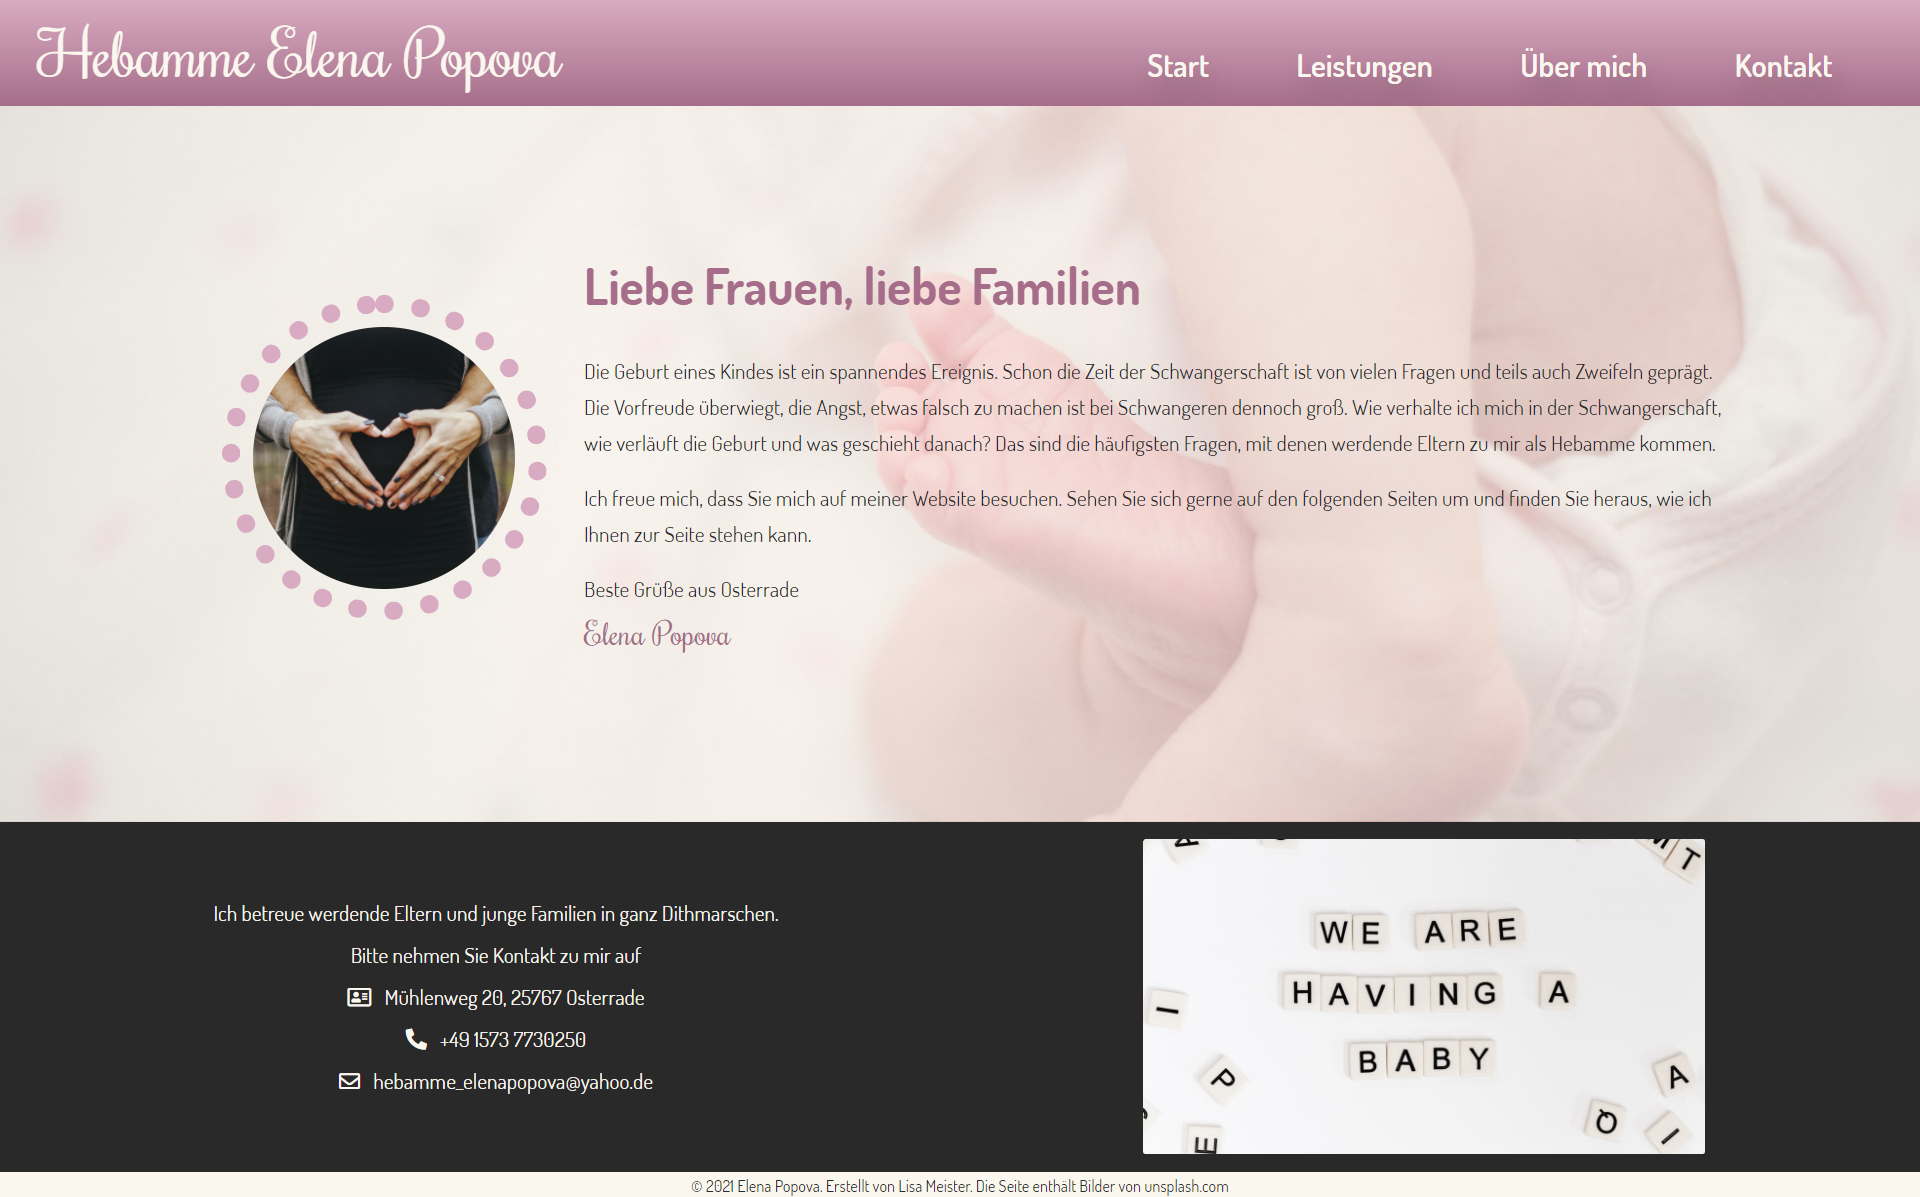 Hebamme Elena Popova
Start Leistungen Über mich Kontakt
Liebe Frauen, liebe Familien
Die Geburt eines Kindes ist ein spannendes Ereignis. Schon die Zeit der Schwangerschaft ist von vielen Fragen und teils auch Zweifeln geprägt.
Die Vorfreude überwiegt, die Angst, etwas falsch zu machen ist bei Schwangeren dennoch groß. Wie verhalte ich mich in der Schwangerschaft,
wie verläuft die Geburt und was geschieht danach? Das sind die häufigsten Fragen, mit denen werdende Eltern zu mir als Hebamme kommen.
Ich freue mich, dass Sie mich auf meiner Website besuchen. Sehen Sie sich gerne auf den folgenden Seiten um und finden Sie heraus, wie ich
Ihnen zur Seite stehen kann.
Beste Grüße aus Osterrade
Elena Popova
Ich betreue werdende Eltern und junge Familien in ganz Dithmarschen.
Bitte nehmen Sie Kontakt zu mir auf
Mühlenweg 20, 25767 Osterrade
+49 1573 7730250
hebamme_elenapopova@yahoo.de
A
M T
WE ARE
HAVING A
I
BABY
P
A
Q
I
E
© 2021 Elena Popova. Erstellt von Lisa Meister. Die Seite enthält Bilder von unsplash.com